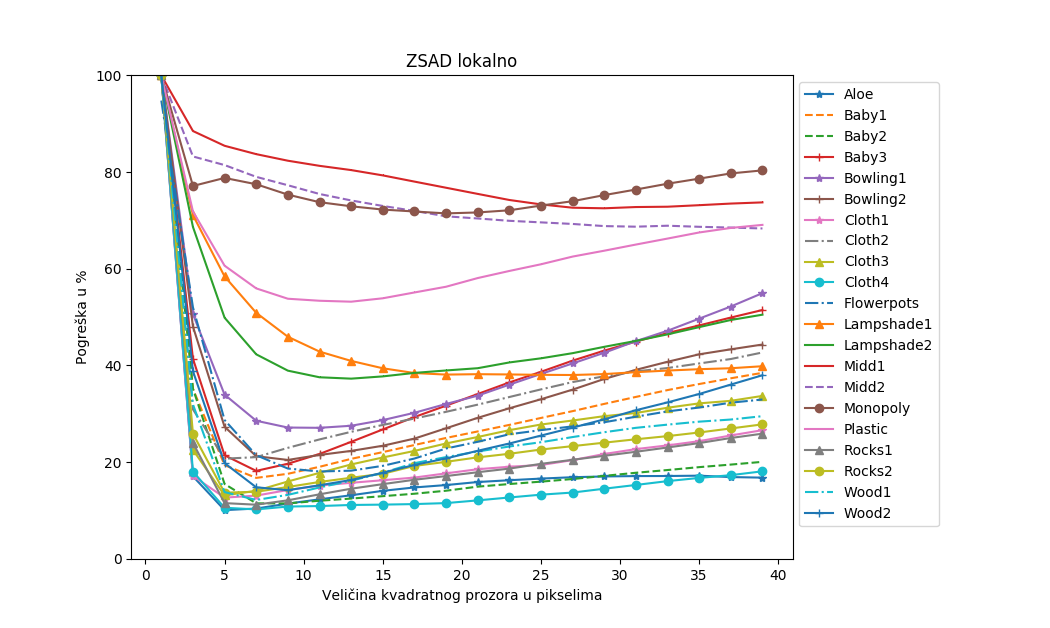 ZSAD lokalno
100
80
60
40
20
0
Pogreška u %
0 5 10 15 20 25 30 35 40
Veličina kvadratnog prozora u pikselima
Aloe
Baby1
Baby2
Baby3
Bowling1
Bowling2
Cloth1
Cloth2
Cloth3
Cloth4
Flowerpots
Lampshade1
Lampshade2
Midd1
Midd2
Monopoly
Plastic
Rocks1
Rocks2
Wood1
Wood2